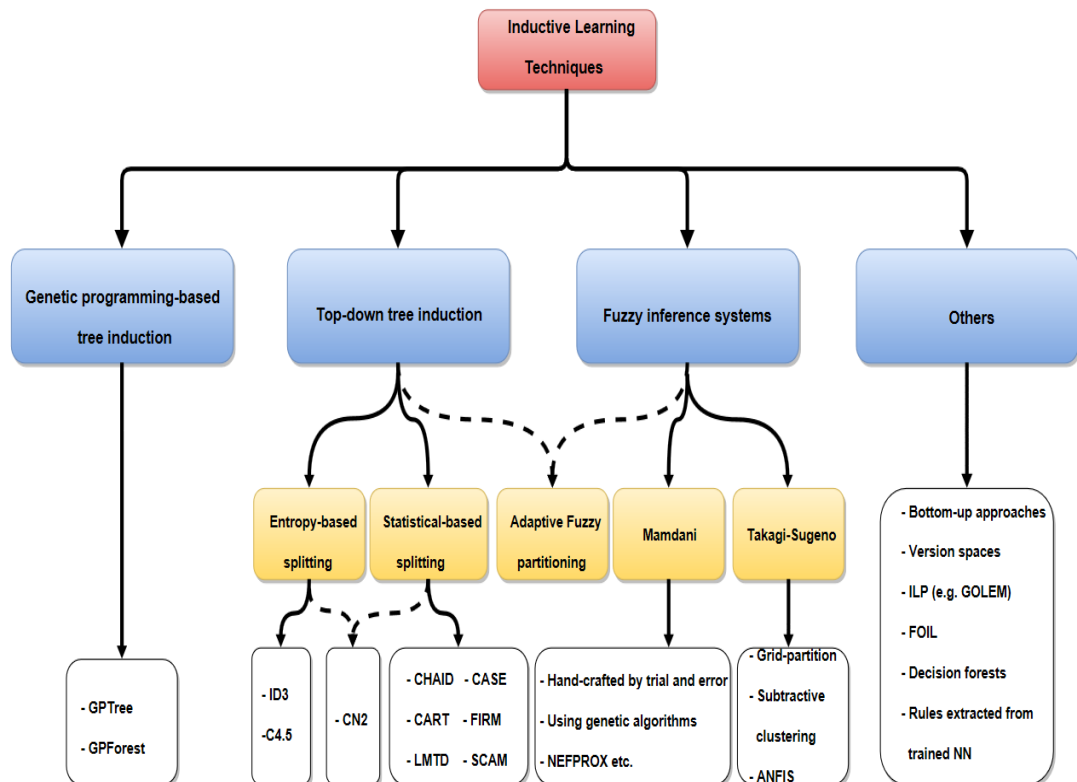 Inductive Learning
Techniques
Genetic programming-based
tree induction
Top-down tree induction
Fuzzy inference systems
Others
Entropy-based
splitting
Statistical-based
splitting
Adaptive Fuzzy
partitioning
Mamdani
Takagi-Sugeno
- GPTree
- GPForest
- ID3
-C4.5
- CN2
- CHAID - CASE
- CART - FIRM
- LMTD - SCAM
- Hand-crafted by trial and error
- Using genetic algorithms
- NEFPROX etc.
- Grid-partition
- Subtractive
clustering
- ANFIS
- Bottom-up approaches
- Version spaces
- ILP (e.g. GOLEM)
- FOIL
- Decision forests
- Rules extracted from
trained NN